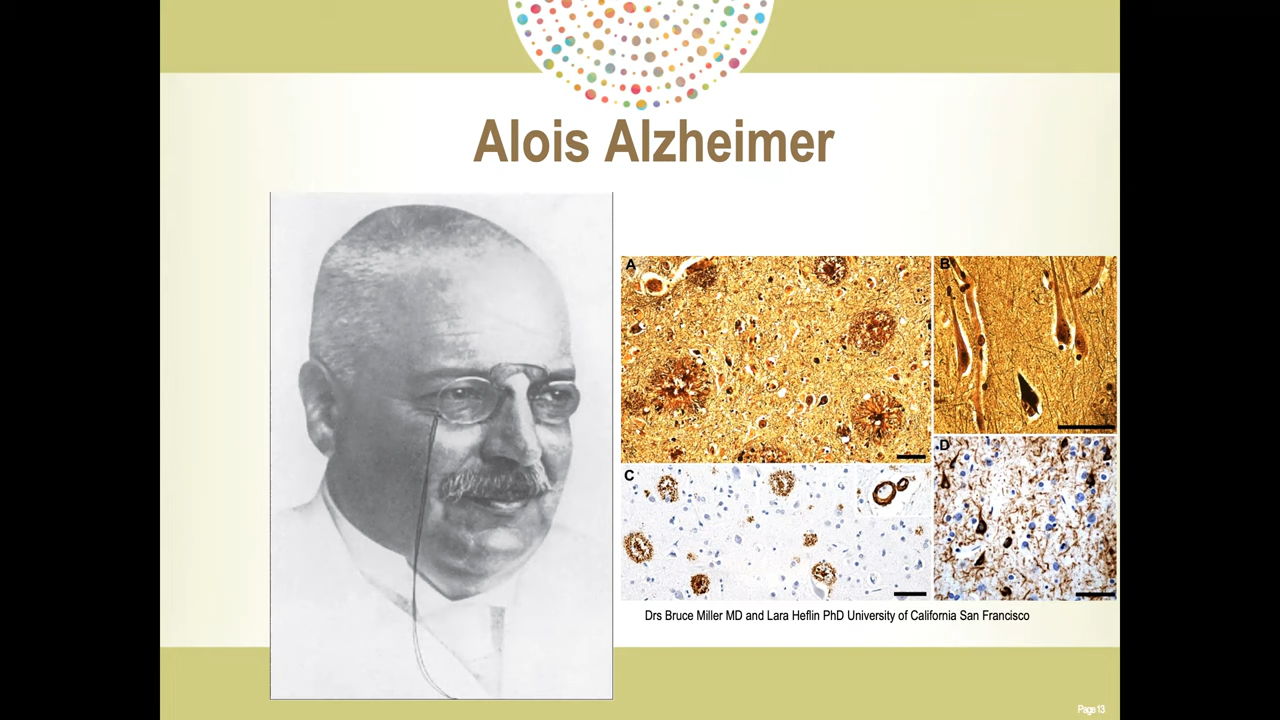 Alois Alzheimer
A
B
C
D
Drs Bruce Miller MD and Lara Heflin PhD University of California San Francisco
Page 13